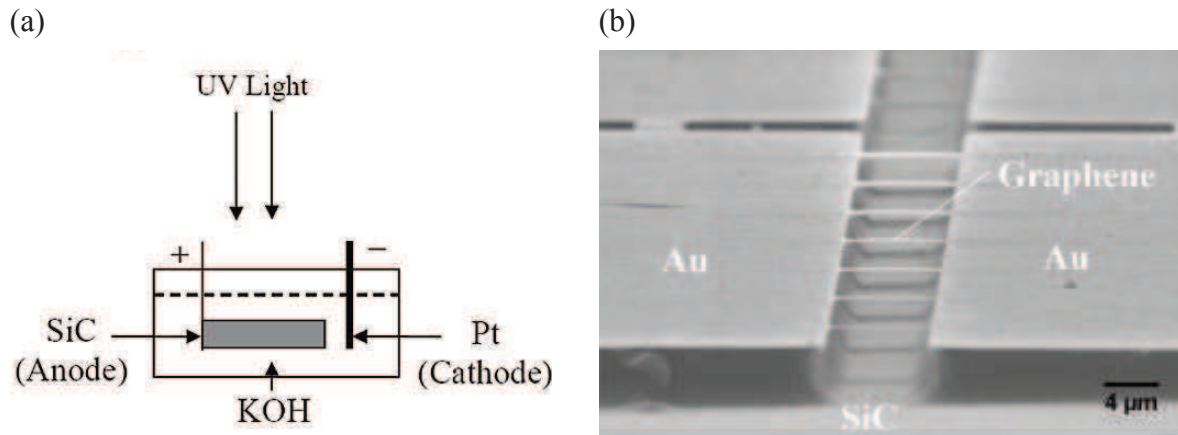 (a)
UV Light
+
−
SiC
(Anode)
Pt
(Cathode)
KOH
(b)
Graphene
Au
Au
4 µm
SiC